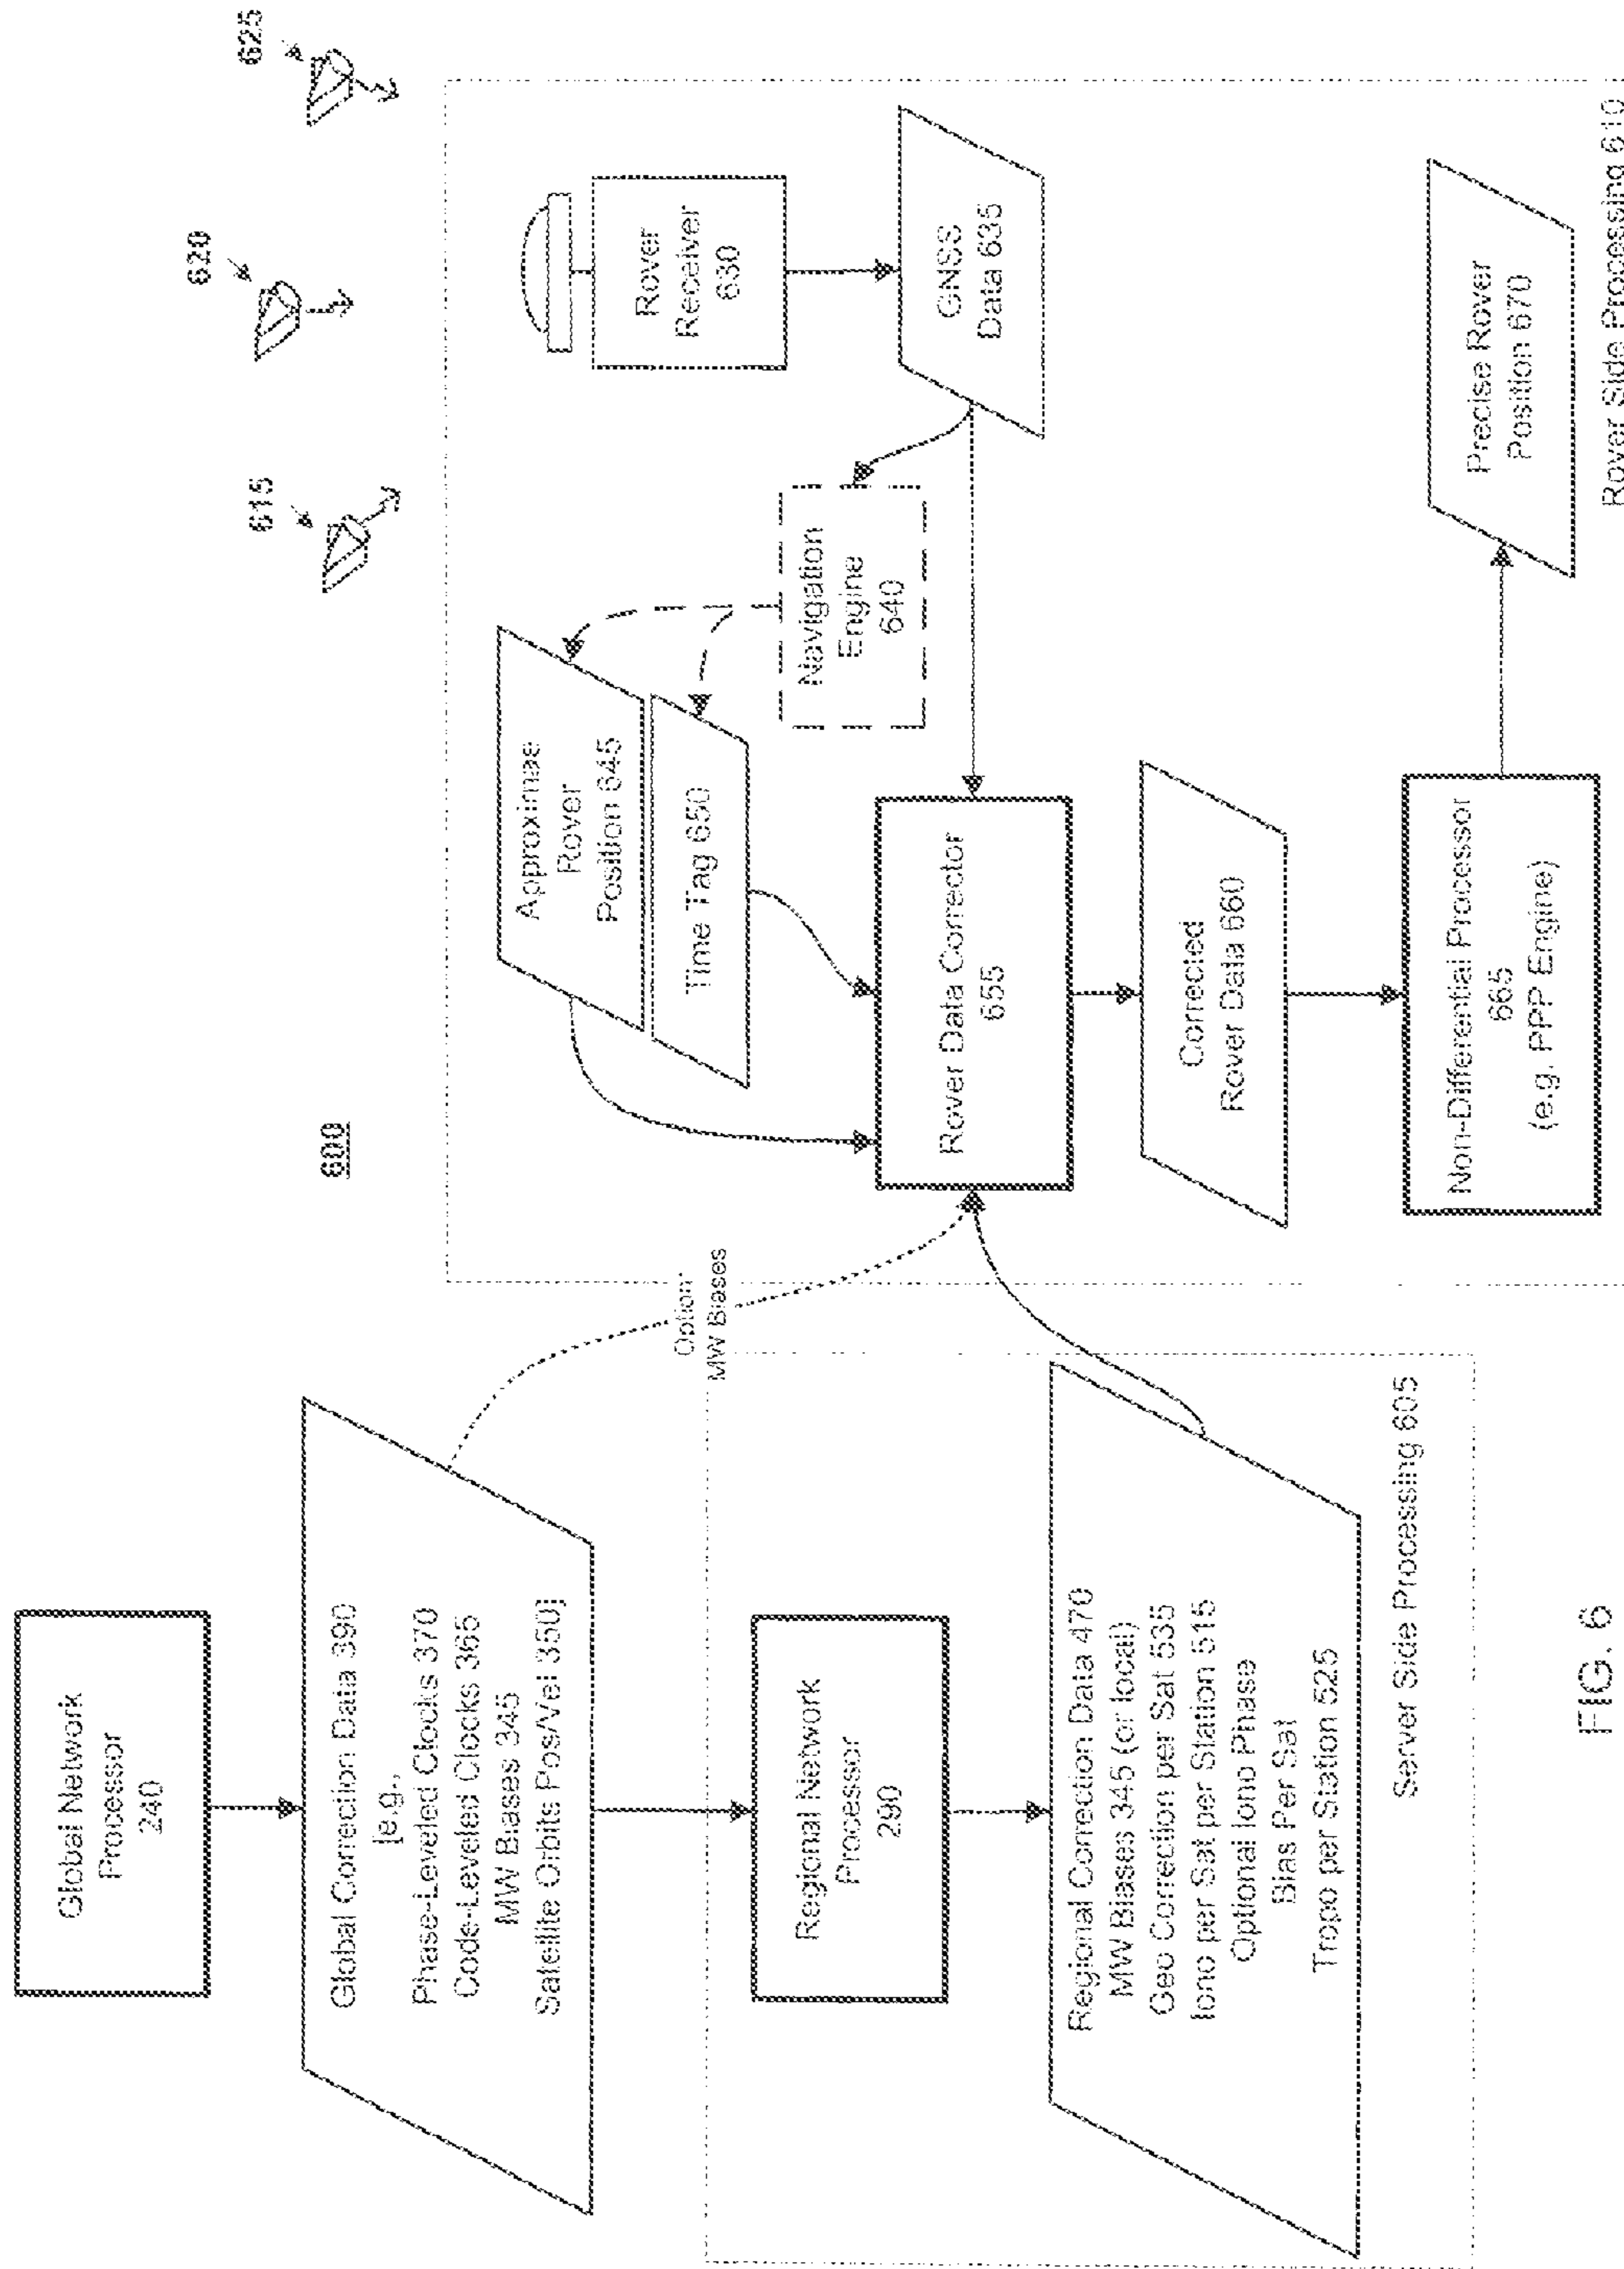 600
615
620
625
Global Network
Processor
240
Global Correction Data 390
[e.g.,
Phase-Leveled Clocks 370
Code-Leveled Clocks 365
MW Biases 345
Satellite Orbits Pos/Vel 350]
Option:
MW Biases
Regional Network
Processor
290
Regional Correction Data 470
MW Biases 345 (or local)
Geo Correction per Sat 535
Iono per Sat per Station 515
Optional Iono Phase
Bias Per Sat
Tropo per Station 525
Server Side Processing 605
Rover
Receiver
630
GNSS
Data 635
Navigation
Engine
640
Approximae
Rover
Position 645
Time Tag 650
Rover Data Corrector
655
Corrected
Rover Data 660
Non-Differential Processor
665
(e.g. PPP Engine)
Precise Rover
Position 670
Rover Side Processing 610
FIG. 6